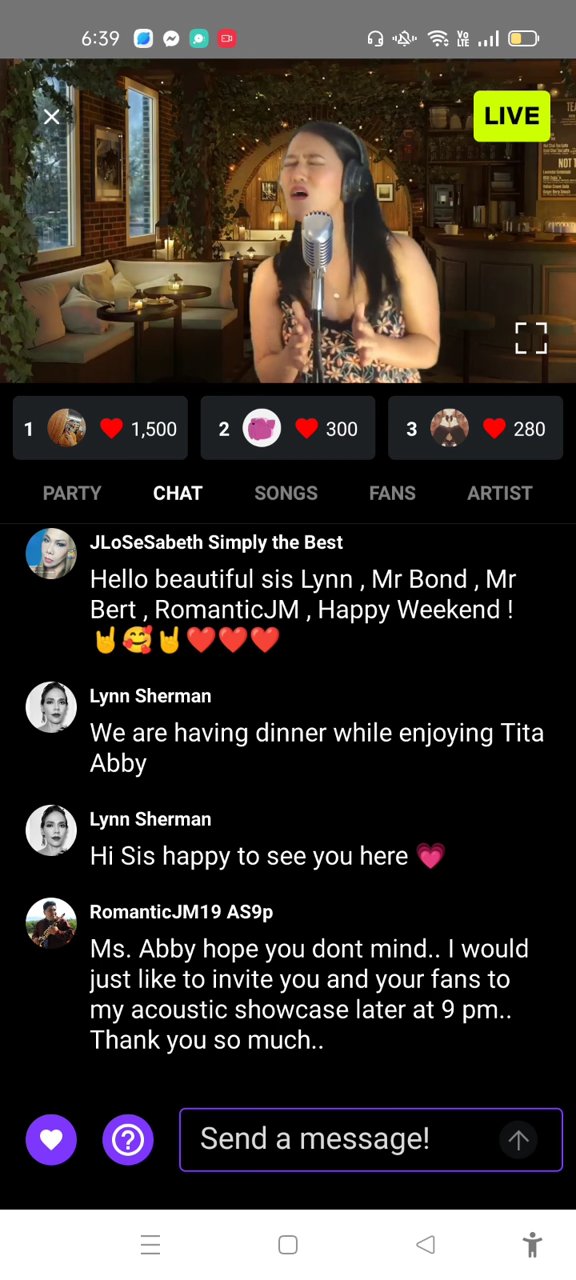 6:39
VO
LTE
LIVE
TEA
NOT T
1 1,500
2 300
3 280
PARTY CHAT SONGS FANS ARTIST
JLoSeSabeth Simply the Best
Hello beautiful sis Lynn , Mr Bond , Mr
Bert , RomanticJM , Happy Weekend !
🤘🥰🤘❤️❤️❤️
Lynn Sherman
We are having dinner while enjoying Tita
Abby
Lynn Sherman
Hi Sis happy to see you here 💗
RomanticJM19 AS9p
Ms. Abby hope you dont mind.. I would
just like to invite you and your fans to
my acoustic showcase later at 9 pm..
Thank you so much..
Send a message!